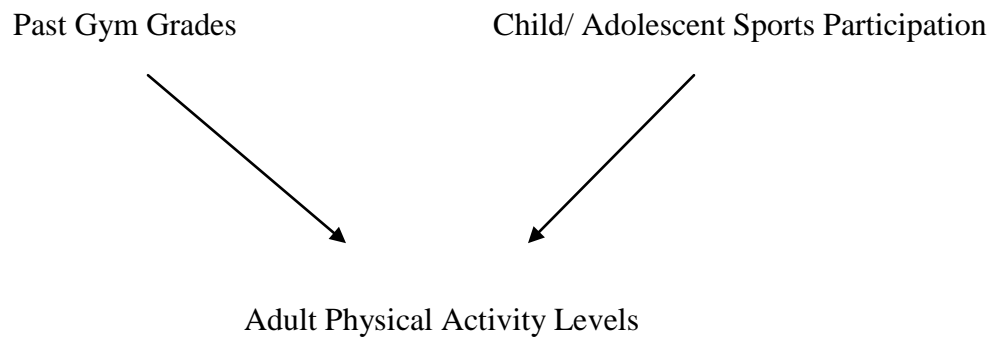 Past Gym Grades
Child/ Adolescent Sports Participation
Adult Physical Activity Levels